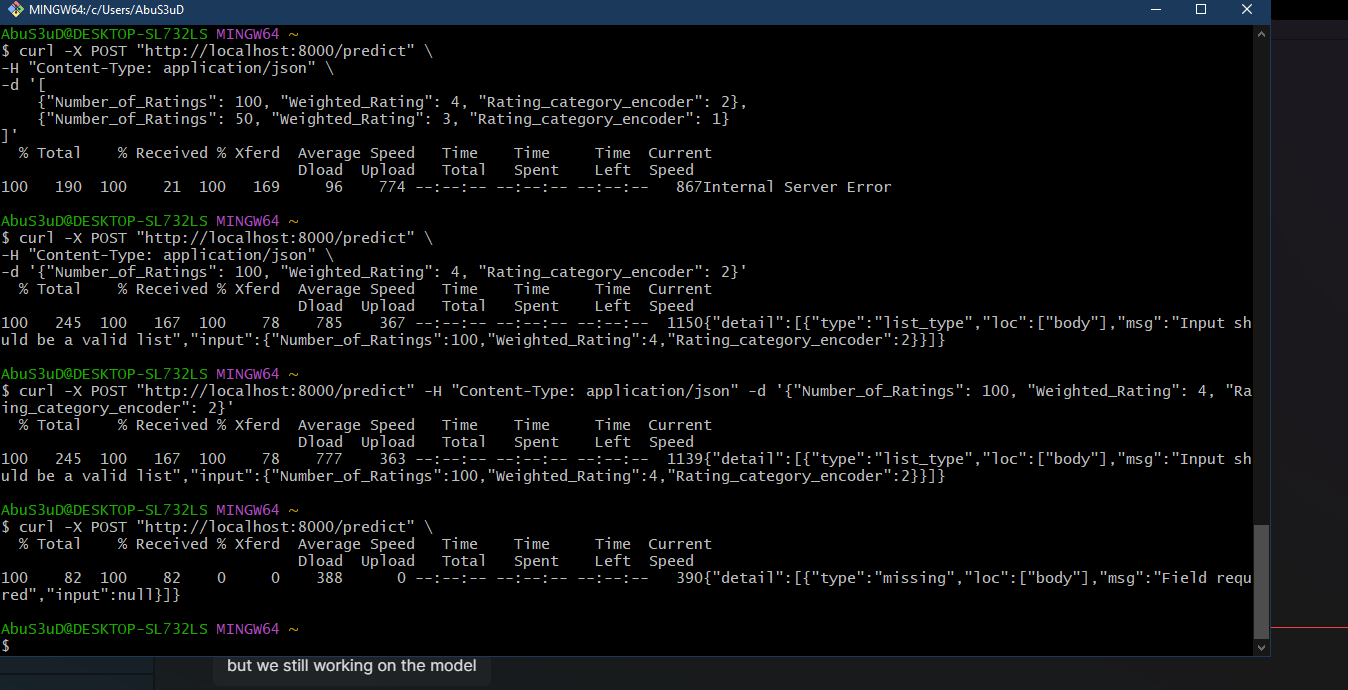 MINGW64:/c/Users/AbuS3uD
AbuS3uD@DESKTOP-SL732LS MINGW64 ~
$ curl -X POST "http://localhost:8000/predict" \
-H "Content-Type: application/json" \
-d '[
    {"Number_of_Ratings": 100, "Weighted_Rating": 4, "Rating_category_encoder": 2},
    {"Number_of_Ratings": 50, "Weighted_Rating": 3, "Rating_category_encoder": 1}
]'
  % Total    % Received % Xferd  Average Speed   Time    Time     Time  Current
                                 Dload  Upload   Total   Spent    Left  Speed
100   190  100    21  100   169     96    774 --:--:-- --:--:-- --:--:--   867Internal Server Error
AbuS3uD@DESKTOP-SL732LS MINGW64 ~
$ curl -X POST "http://localhost:8000/predict" \
-H "Content-Type: application/json" \
-d '{"Number_of_Ratings": 100, "Weighted_Rating": 4, "Rating_category_encoder": 2}'
  % Total    % Received % Xferd  Average Speed   Time    Time     Time  Current
                                 Dload  Upload   Total   Spent    Left  Speed
100   245  100   167  100    78    785    367 --:--:-- --:--:-- --:--:--  1150{"detail":[{"type":"list_type","loc":["body"],"msg":"Input sho
uld be a valid list","input":{"Number_of_Ratings":100,"Weighted_Rating":4,"Rating_category_encoder":2}}]}
AbuS3uD@DESKTOP-SL732LS MINGW64 ~
$ curl -X POST "http://localhost:8000/predict" -H "Content-Type: application/json" -d '{"Number_of_Ratings": 100, "Weighted_Rating": 4, "Rat
ing_category_encoder": 2}'
  % Total    % Received % Xferd  Average Speed   Time    Time     Time  Current
                                 Dload  Upload   Total   Spent    Left  Speed
100   245  100   167  100    78    777    363 --:--:-- --:--:-- --:--:--  1139{"detail":[{"type":"list_type","loc":["body"],"msg":"Input sho
uld be a valid list","input":{"Number_of_Ratings":100,"Weighted_Rating":4,"Rating_category_encoder":2}}]}
AbuS3uD@DESKTOP-SL732LS MINGW64 ~
$ curl -X POST "http://localhost:8000/predict" \
  % Total    % Received % Xferd  Average Speed   Time    Time     Time  Current
                                 Dload  Upload   Total   Spent    Left  Speed
100    82  100    82    0     0    388      0 --:--:-- --:--:-- --:--:--   390{"detail":[{"type":"missing","loc":["body"],"msg":"Field requi
red","input":null}]}
AbuS3uD@DESKTOP-SL732LS MINGW64 ~
$
but we still working on the model